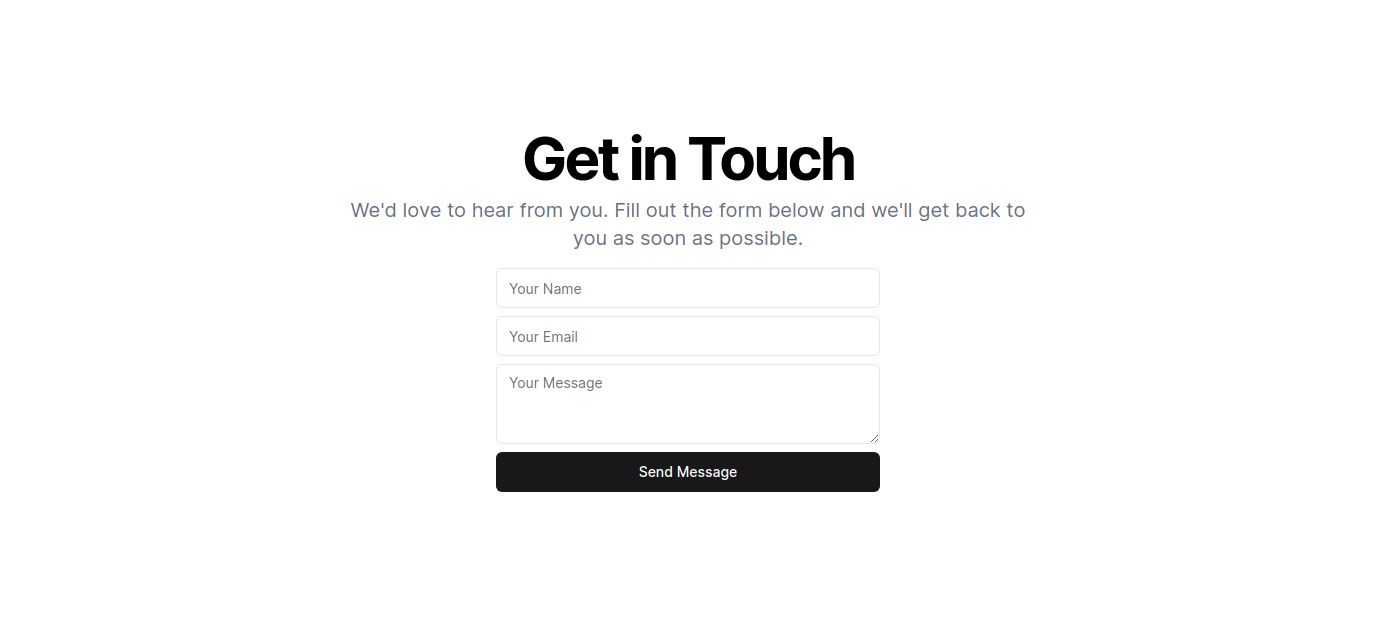 Get in Touch
We'd love to hear from you. Fill out the form below and we'll get back to
you as soon as possible.
Your Name
Your Email
Your Message
Send Message